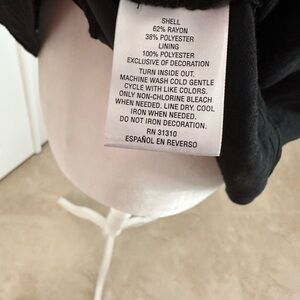 SHELL
62% RAYON
38% POLYESTER
LINING
100% POLYESTER
EXCLUSIVE OF DECORATION
TURN INSIDE OUT.
MACHINE WASH COLD GENTLE
CYCLE WITH LIKE COLORS.
ONLY NON-CHLORINE BLEACH
WHEN NEEDED. LINE DRY. COOL
IRON WHEN NEEDED.
DO NOT IRON DECORATION.
RN 31310
ESPAÑOL EN REVERSO